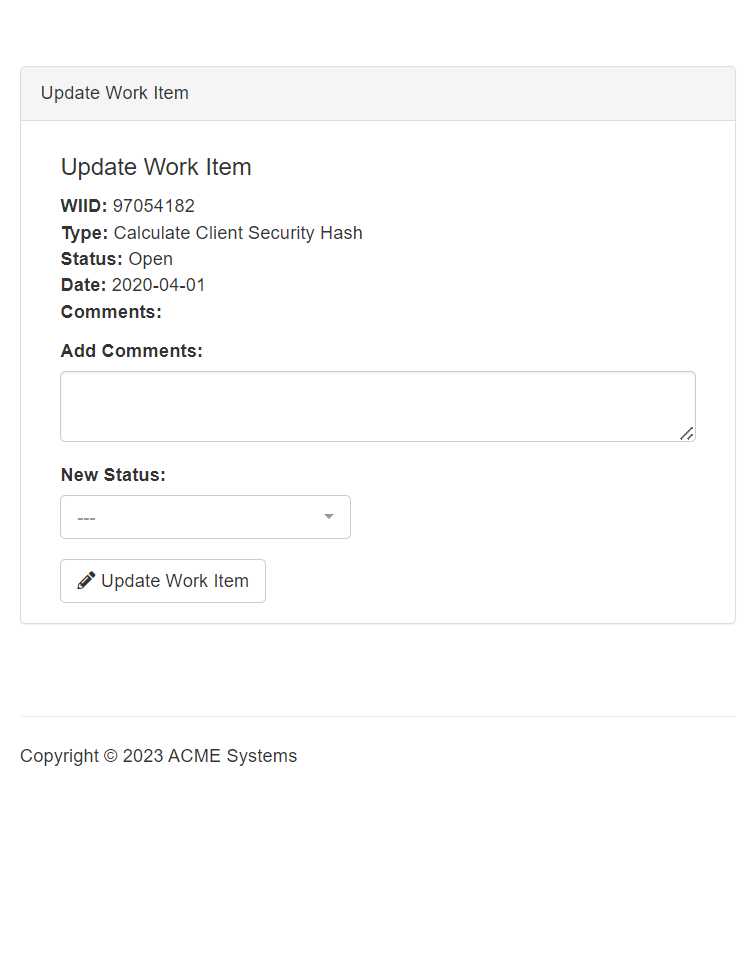 Update Work Item
Update Work Item
WIID: 97054182
Type: Calculate Client Security Hash
Status: Open
Date: 2020-04-01
Comments:
Add Comments:
New Status:
---
Update Work Item
Copyright © 2023 ACME Systems